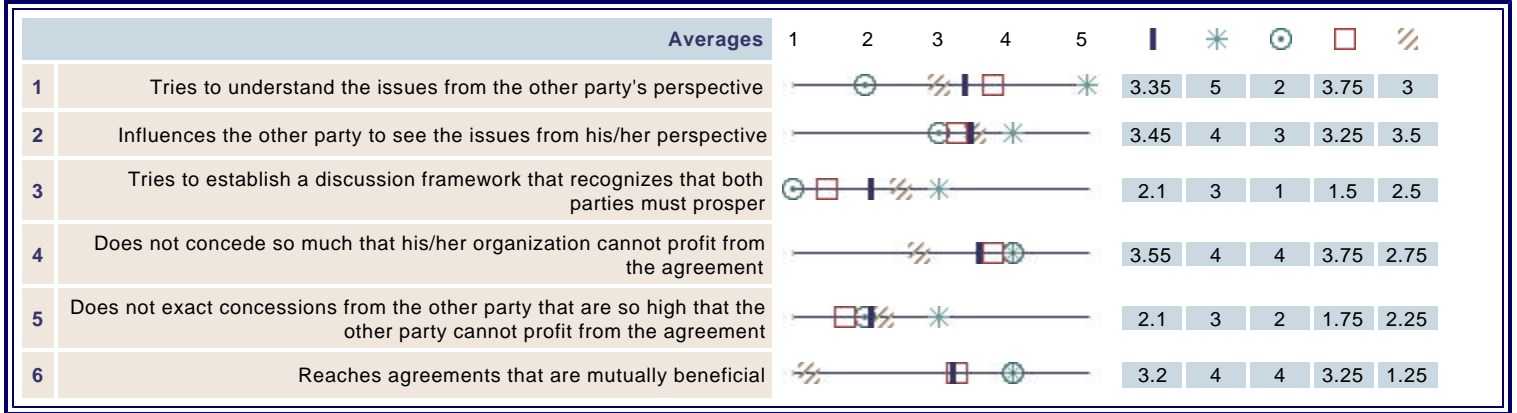 Averages 1 2 3 4 5
1 Tries to understand the issues from the other party's perspective 3.35 5 2 3.75 3
2 Influences the other party to see the issues from his/her perspective 3.45 4 3 3.25 3.5
3 Tries to establish a discussion framework that recognizes that both
parties must prosper 2.1 3 1 1.5 2.5
4 Does not concede so much that his/her organization cannot profit from
the agreement 3.55 4 4 3.75 2.75
5 Does not exact concessions from the other party that are so high that the
other party cannot profit from the agreement 2.1 3 2 1.75 2.25
6 Reaches agreements that are mutually beneficial 3.2 4 4 3.25 1.25